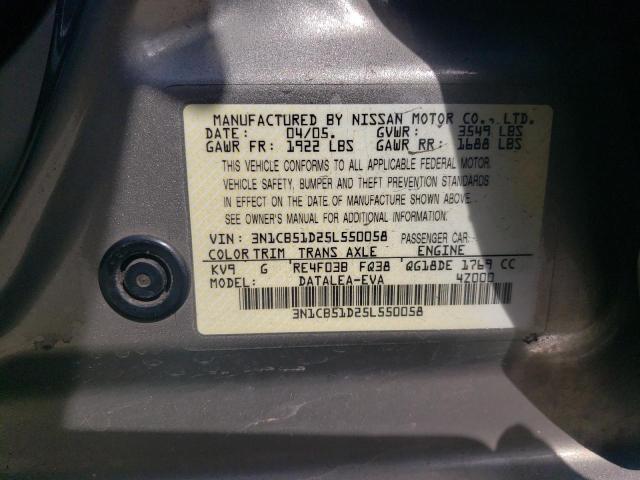 MANUFACTURED BY NISSAN MOTOR CO., LTD.
DATE: 04/05. GVWR: 3549 LBS
GAWR FR: 1922 LBS GAWR RR: 1688 LBS
THIS VEHICLE CONFORMS TO ALL APPLICABLE FEDERAL MOTOR
VEHICLE SAFETY, BUMPER AND THEFT PREVENTION STANDARDS
IN EFFECT ON THE DATE OF MANUFACTURE SHOWN ABOVE.
SEE OWNER'S MANUAL FOR ADDITIONAL INFORMATION.
VIN: 3N1CB51D25L550058 PASSENGER CAR
COLOR TRIM TRANS AXLE ENGINE
KV9 G RE4F03B FQ38 QG18DE 1769 CC
MODEL: DATALEA-EVA 42000
3N1CB51D25L550058